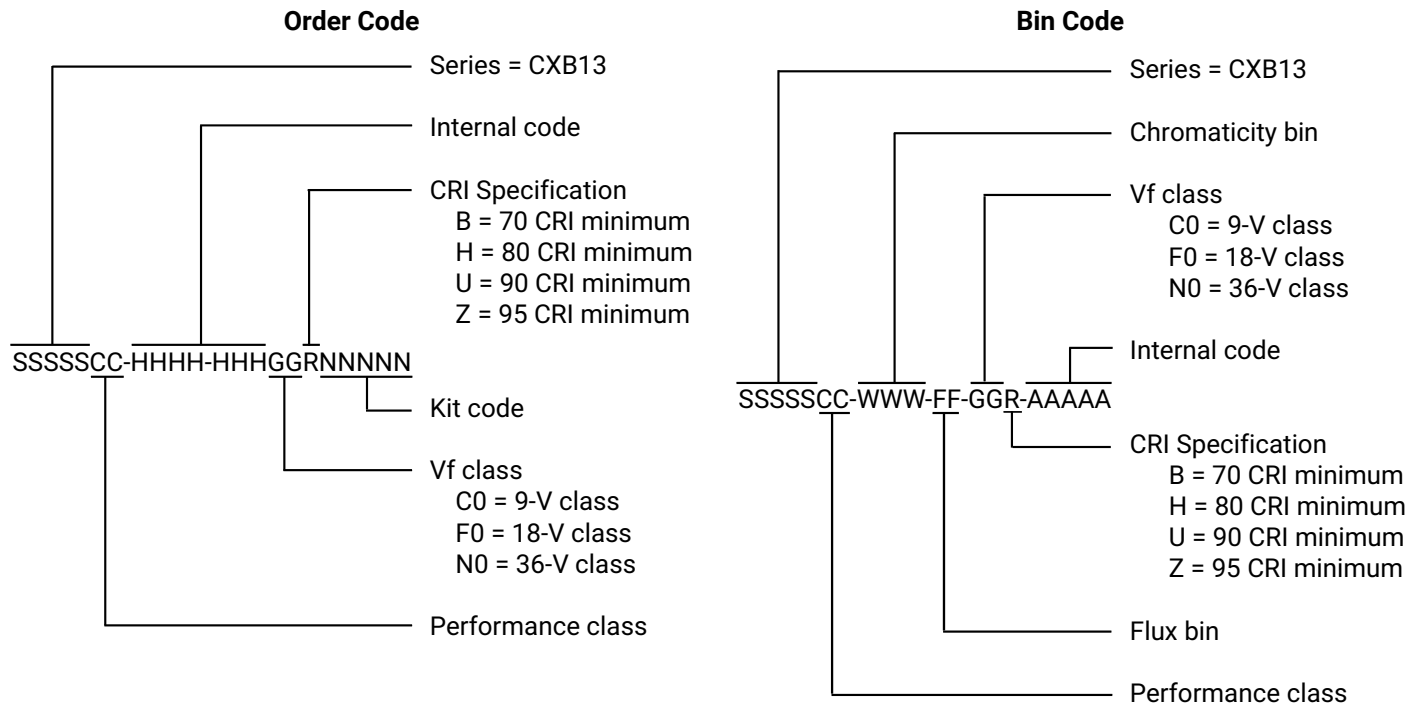 Order Code
Series = CXB13
Internal code
CRI Specification
B = 70 CRI minimum
H = 80 CRI minimum
U = 90 CRI minimum
Z = 95 CRI minimum
SSSSSCC-HHHH-HHHGGRNNNNN
Kit code
Vf class
C0 = 9-V class
F0 = 18-V class
N0 = 36-V class
Performance class
Bin Code
Series = CXB13
Chromaticity bin
Vf class
C0 = 9-V class
F0 = 18-V class
N0 = 36-V class
Internal code
SSSSSCC-WWW-FF-GGR-AAAAA
CRI Specification
B = 70 CRI minimum
H = 80 CRI minimum
U = 90 CRI minimum
Z = 95 CRI minimum
Flux bin
Performance class